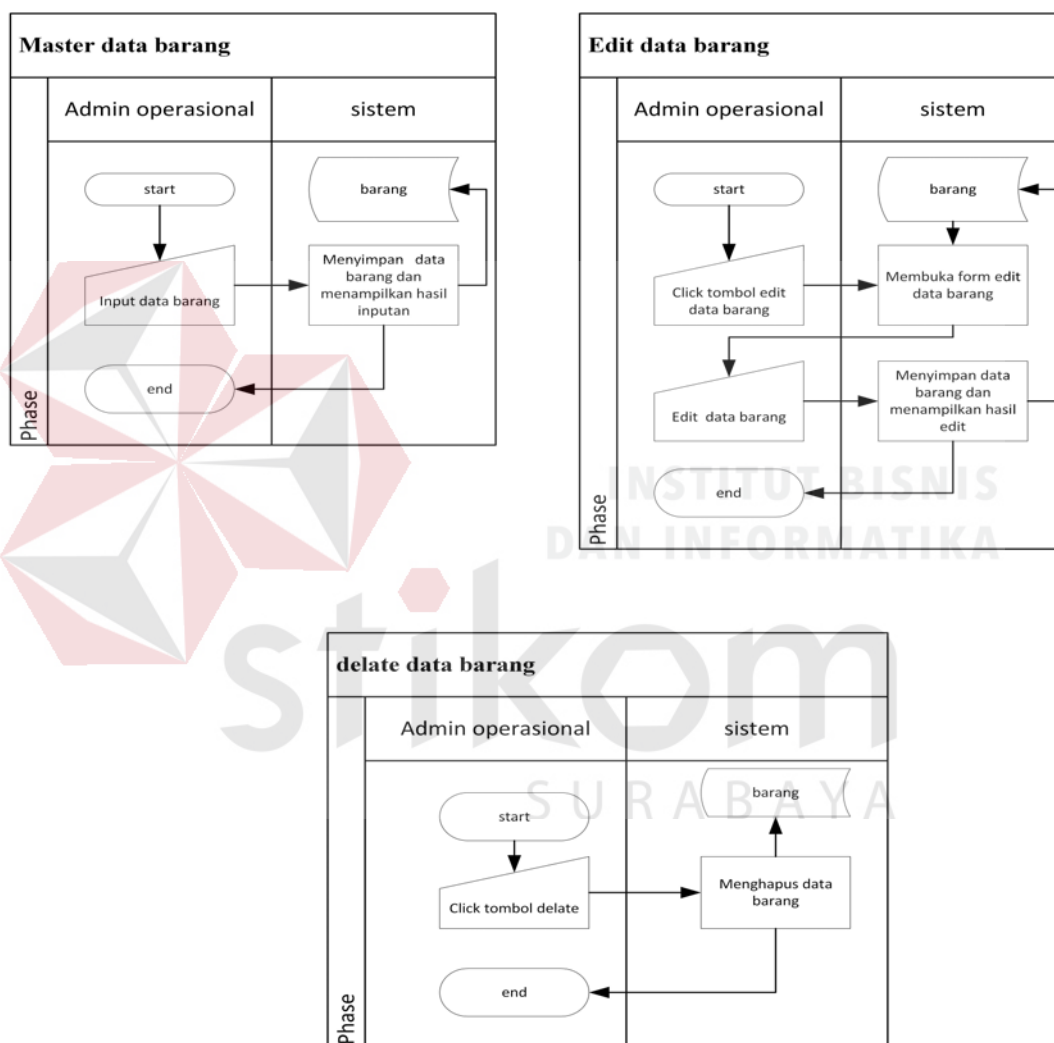 Master data barang
Admin operasional
sistem
Phase
start
barang
Input data barang
Menyimpan data
barang dan
menampilkan hasil
inputan
end
Edit data barang
Admin operasional
sistem
Phase
start
barang
Click tombol edit
data barang
Membuka form edit
data barang
Edit data barang
Menyimpan data
barang dan
menampilkan hasil
edit
end
INSTITUT BISNIS
DAN INFORMATIKA
stikom
SURABAYA
delate data barang
Admin operasional
sistem
Phase
start
barang
Click tombol delate
Menghapus data
barang
end